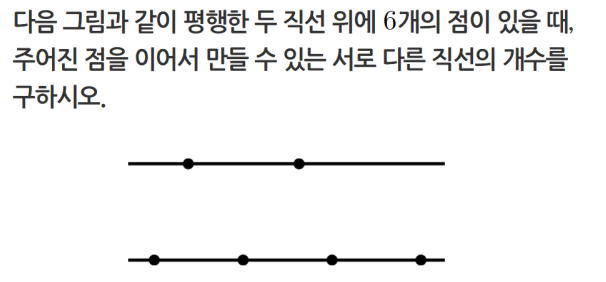 다음 그림과 같이 평행한 두 직선 위에 6개의 점이 있을 때,
주어진 점을 이어서 만들 수 있는 서로 다른 직선의 개수를
구하시오.